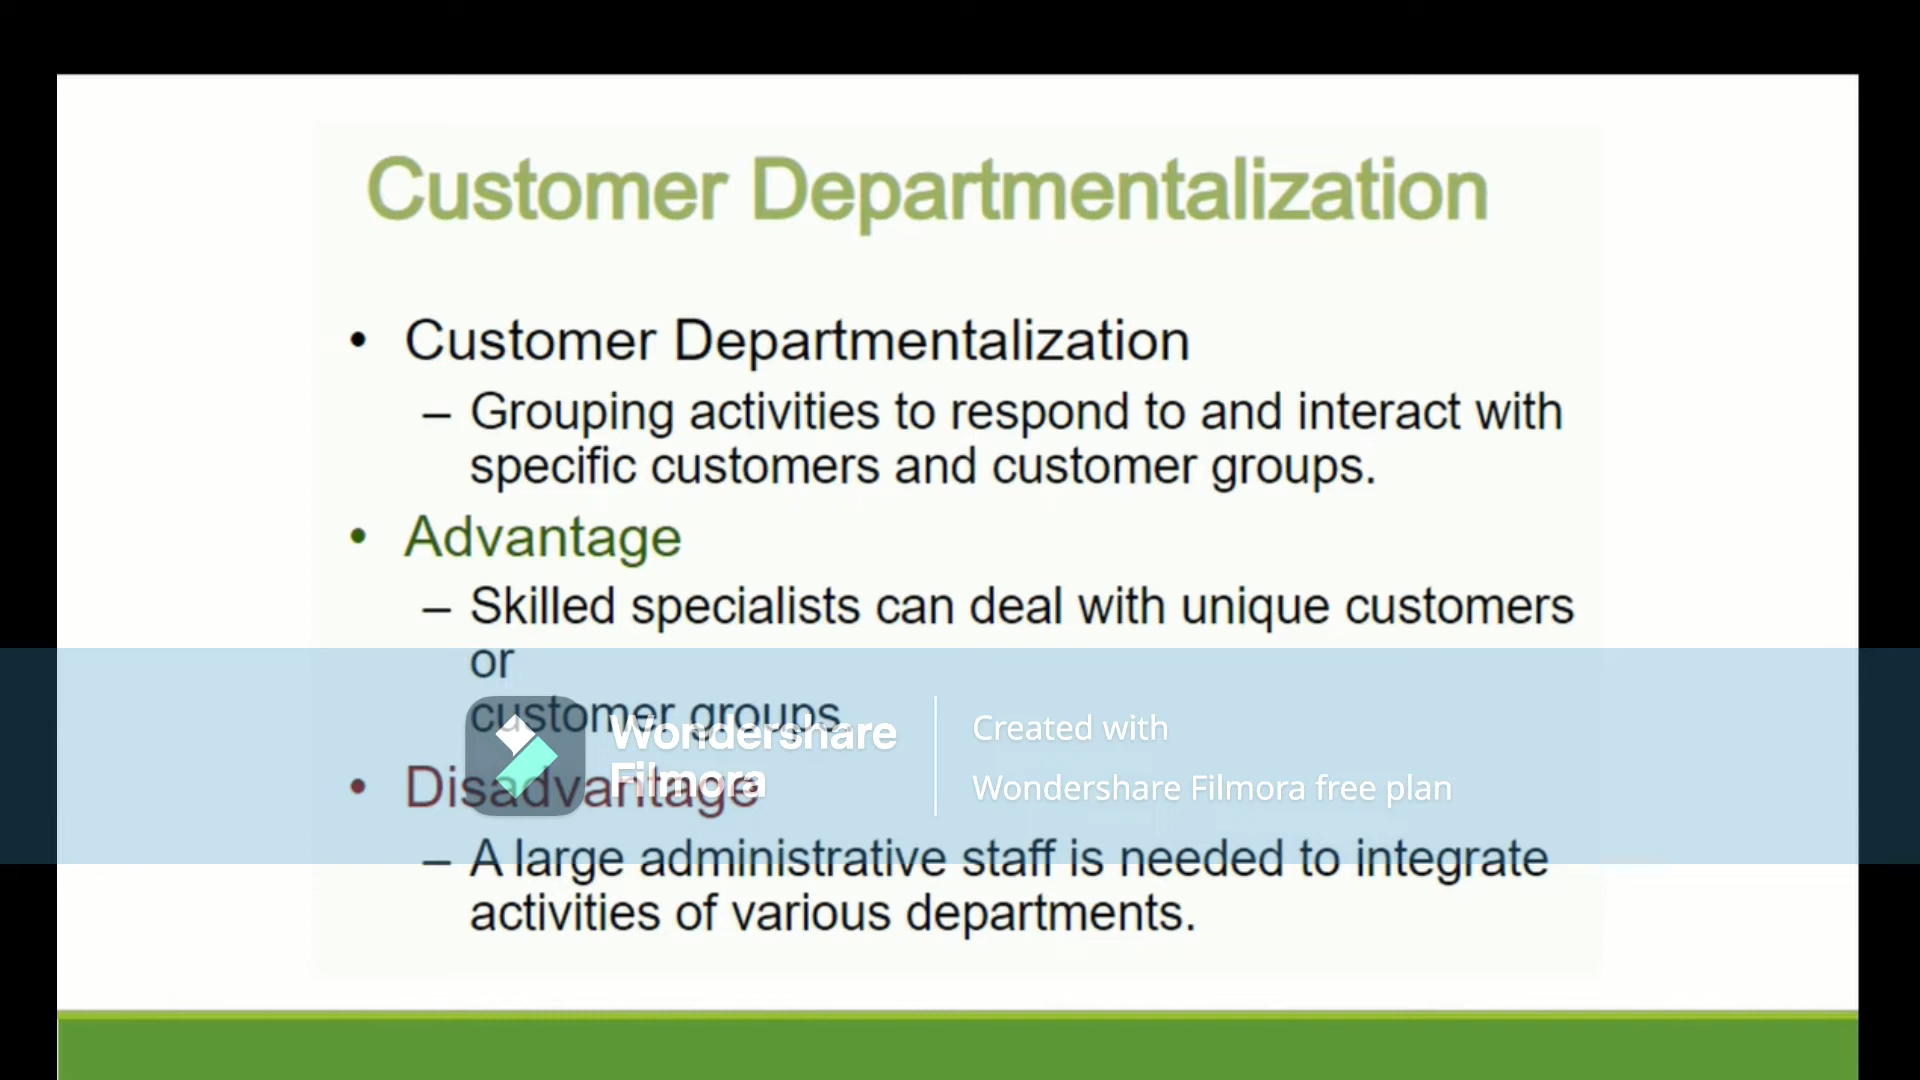 Customer Departmentalization
• Customer Departmentalization
– Grouping activities to respond to and interact with
specific customers and customer groups.
• Advantage
– Skilled specialists can deal with unique customers
or
customer groups
• Disadvantage
– A large administrative staff is needed to integrate
activities of various departments.
Wondershare
Filmora
Created with
Wondershare Filmora free plan